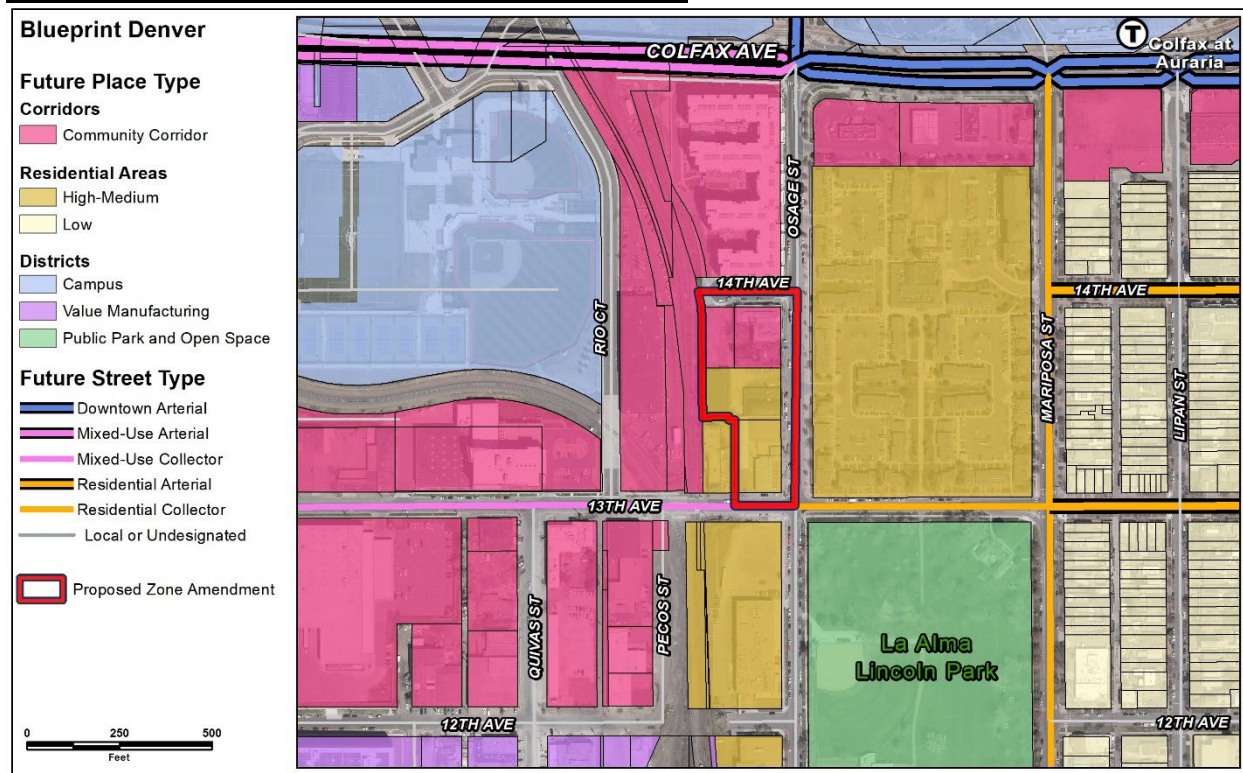 Blueprint Denver
Future Place Type
Corridors
Community Corridor
Residential Areas
High-Medium
Low
Districts
Campus
Value Manufacturing
Public Park and Open Space
Future Street Type
Downtown Arterial
Mixed-Use Arterial
Mixed-Use Collector
Residential Arterial
Residential Collector
Local or Undesignated
Proposed Zone Amendment
0 250 500
Feet
COLFAX AVE
T
Colfax at
Auraria
OSAGE ST
14TH AVE
14TH AVE
RIO CT
MARIPOSA ST
LIPAN ST
13TH AVE
QUIVAS ST
PECOS ST
La Alma
Lincoln Park
12TH AVE
12TH AVE